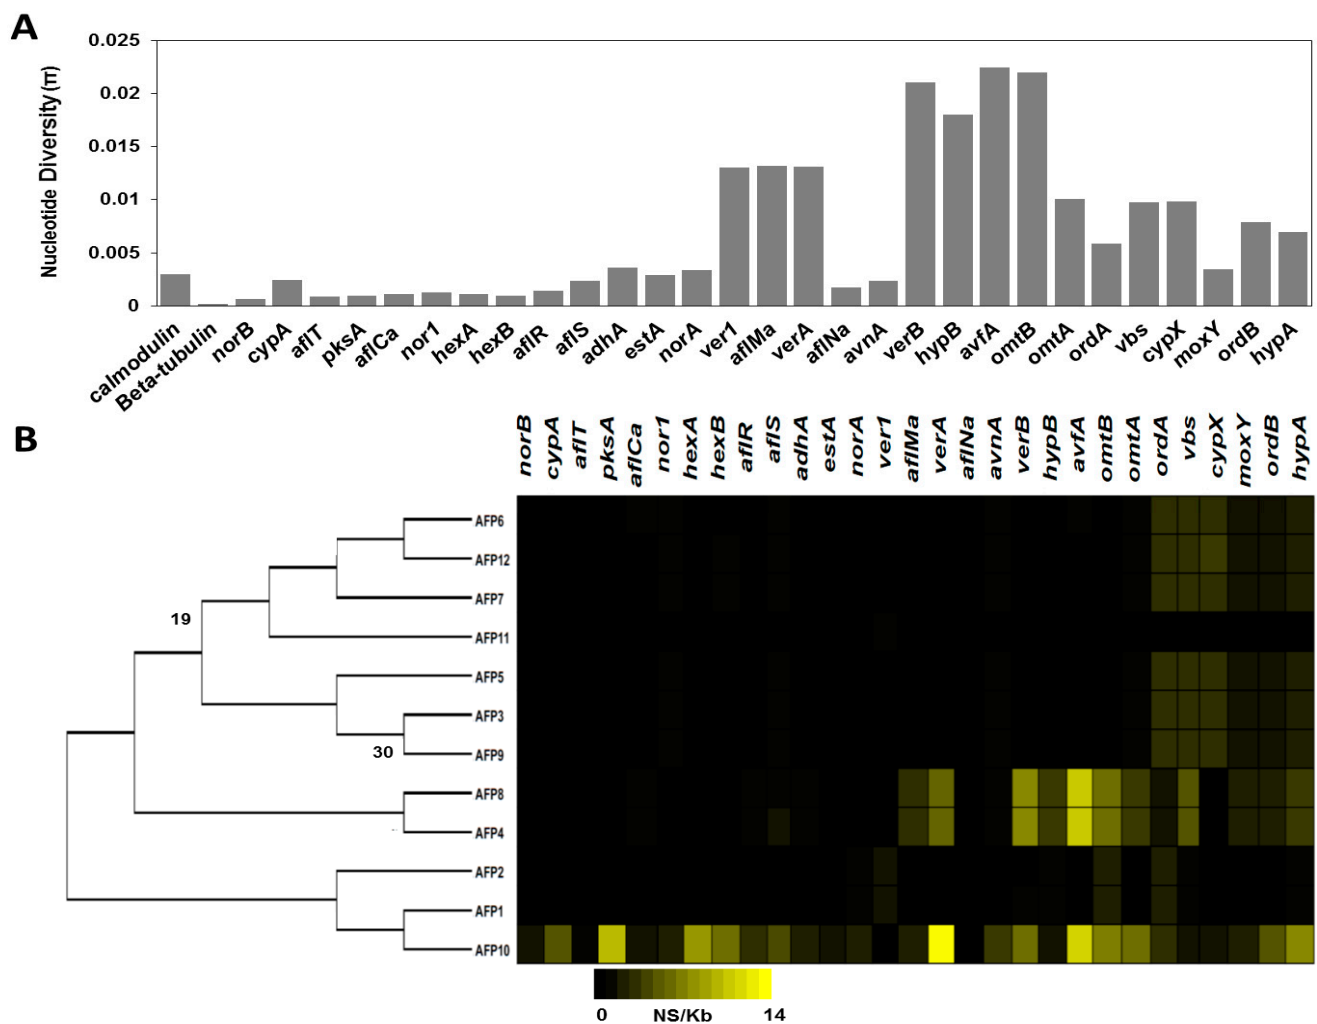 A
Nucleotide Diversity (π)
0.025
0.02
0.015
0.01
0.005
0
calmodulin
Beta-tubulin
norB
cypA
aflT
pksA
aflCa
nor1
hexA
hexB
aflR
aflS
adhA
estA
norA
ver1
aflMa
verA
aflNa
avnA
verB
hypB
avfA
omtB
omtA
ordA
vbs
cypX
moxY
ordB
hypA
B
norB
cypA
aflT
pksA
aflCa
nor1
hexA
hexB
aflR
aflS
adhA
estA
norA
ver1
aflMa
verA
aflNa
avnA
verB
hypB
avfA
omtB
omtA
ordA
vbs
cypX
moxY
ordB
hypA
AFP6
AFP12
AFP7
19
AFP11
AFP5
AFP3
30
AFP9
AFP8
AFP4
AFP2
AFP1
AFP10
0 NS/Kb 14